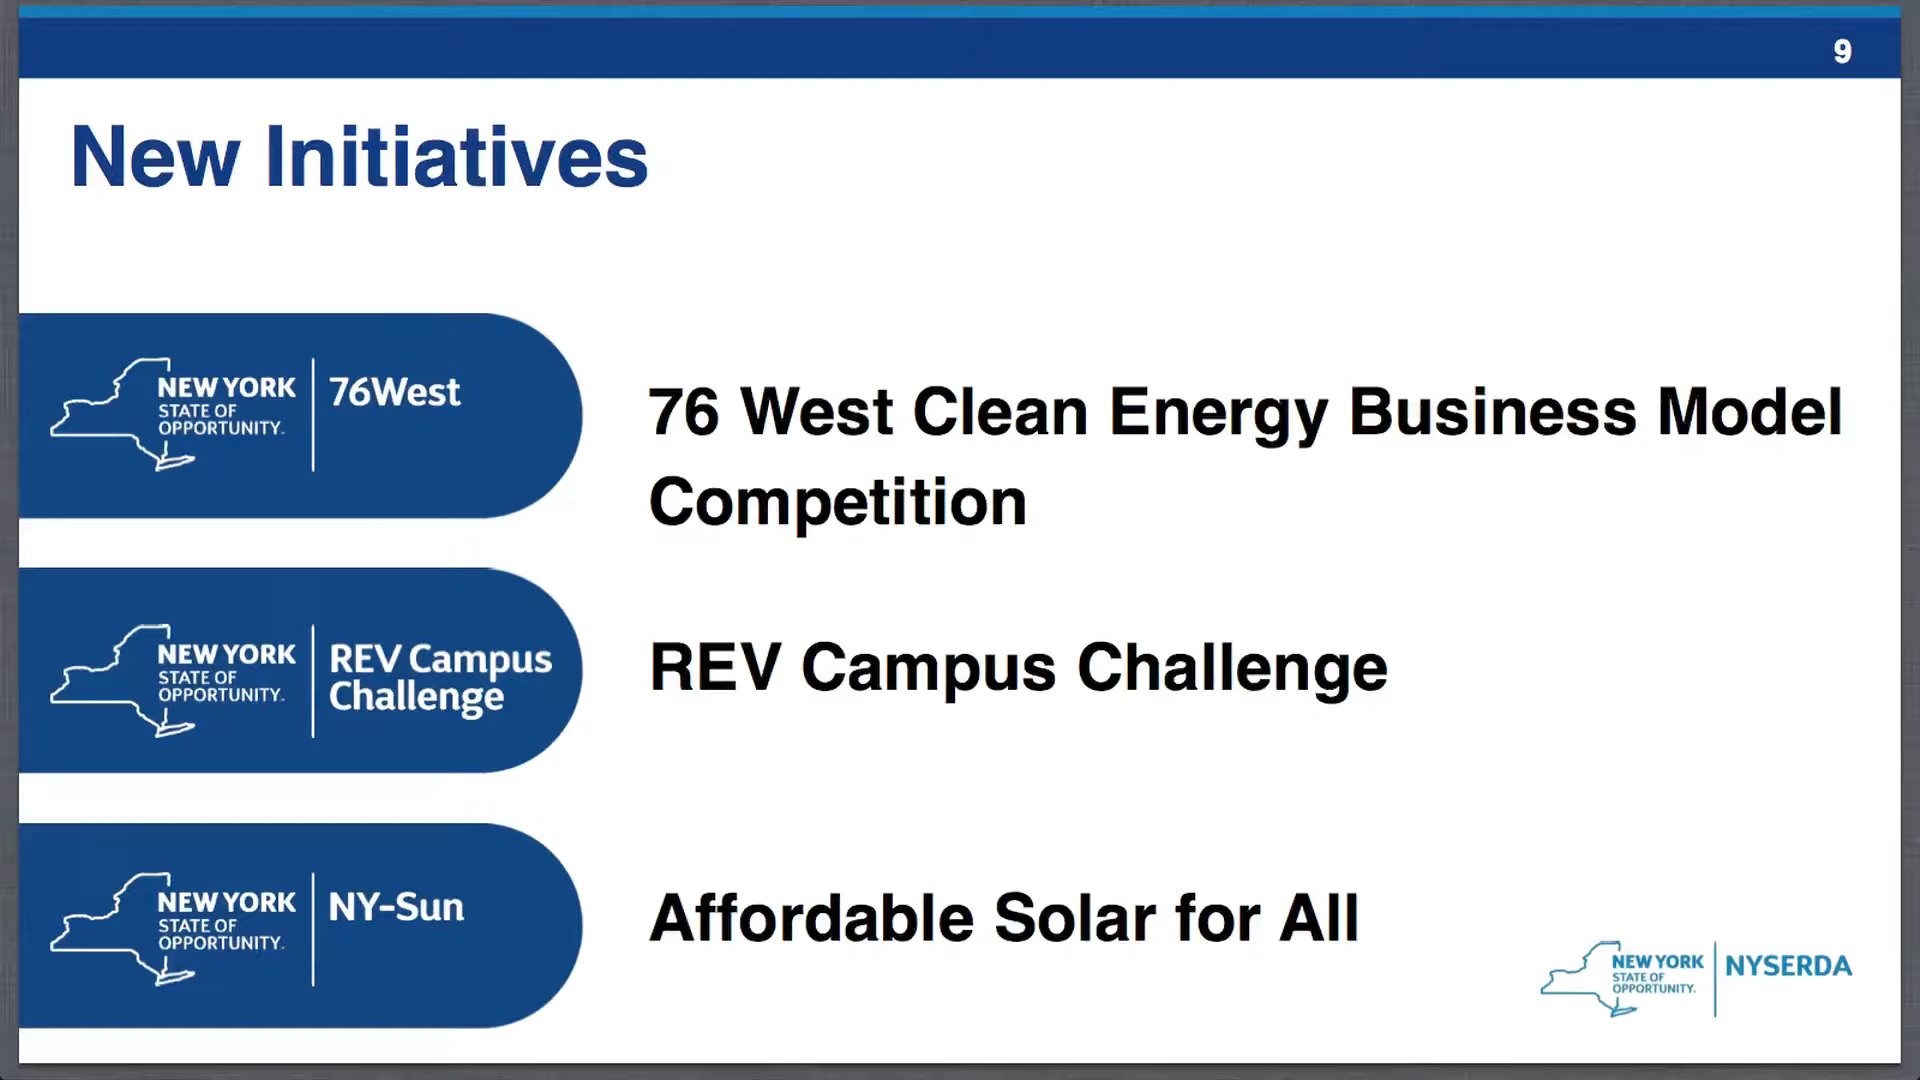 9
New Initiatives
NEW YORK
STATE OF
OPPORTUNITY.
76West
76 West Clean Energy Business Model
Competition
NEW YORK
STATE OF
OPPORTUNITY.
REV Campus
Challenge
REV Campus Challenge
NEW YORK
STATE OF
OPPORTUNITY.
NY-Sun
Affordable Solar for All
NEW YORK
STATE OF
OPPORTUNITY.
NYSERDA